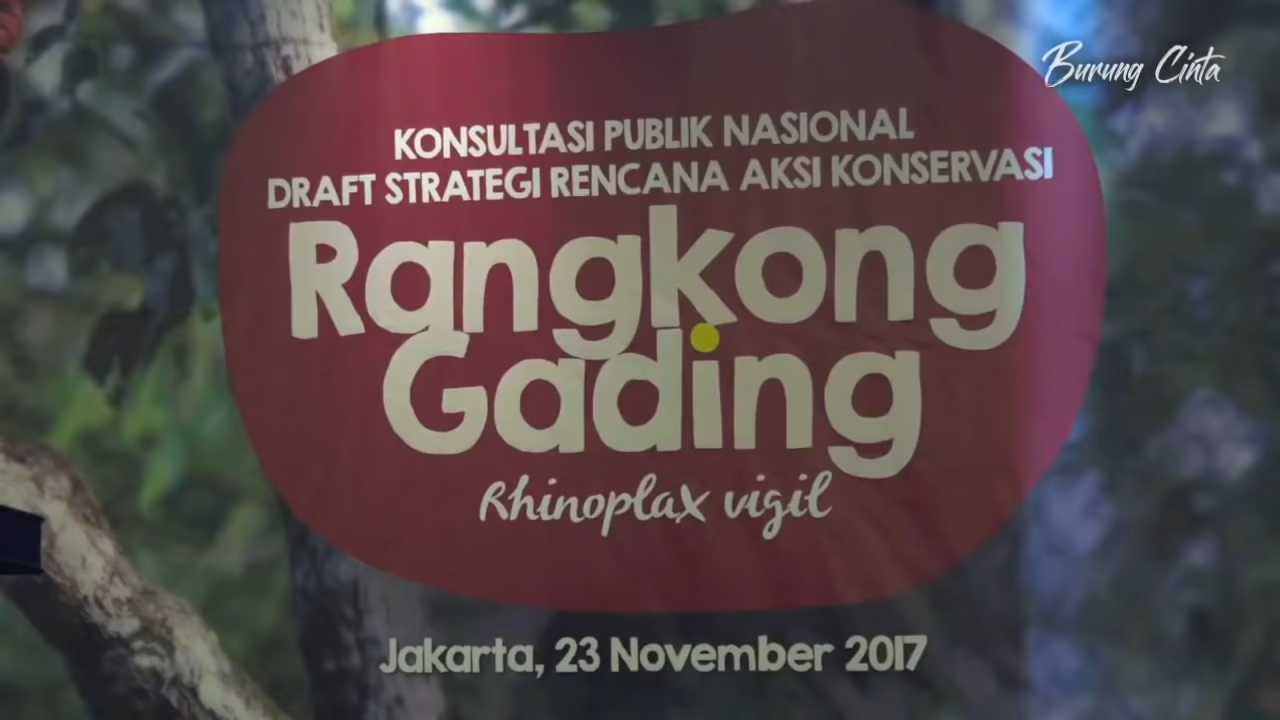 Burung Cinta
KONSULTASI PUBLIK NASIONAL
DRAFT STRATEGI RENCANA AKSI KONSERVASI
Rangkong
Gading
Rhinoplax vigil
Jakarta, 23 November 2017